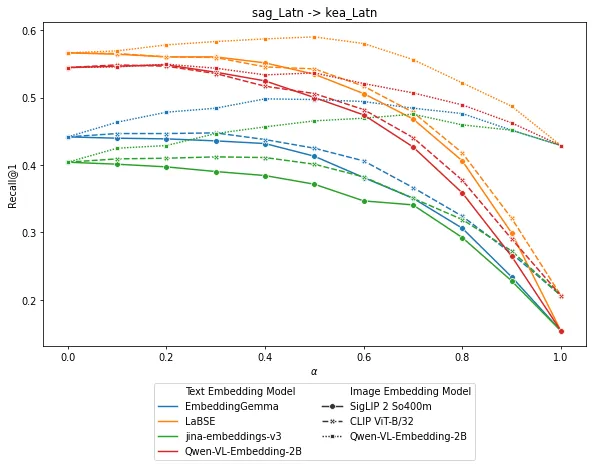 sag_Latn -> kea_Latn
Recall@1
0.6
0.5
0.4
0.3
0.2
0.0 0.2 0.4 0.6 0.8 1.0
α
Text Embedding Model Image Embedding Model
EmbeddingGemma SigLIP 2 So400m
LaBSE CLIP ViT-B/32
jina-embeddings-v3 Qwen-VL-Embedding-2B
Qwen-VL-Embedding-2B